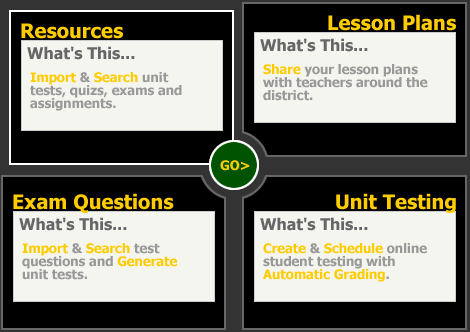 Resources
What's This...
Import & Search unit
tests, quizs, exams and
assignments.
Lesson Plans
What's This...
Share your lesson plans
with teachers around the
district.
GO>
Exam Questions
What's This...
Import & Search test
questions and Generate
unit tests.
Unit Testing
What's This...
Create & Schedule online
student testing with
Automatic Grading.